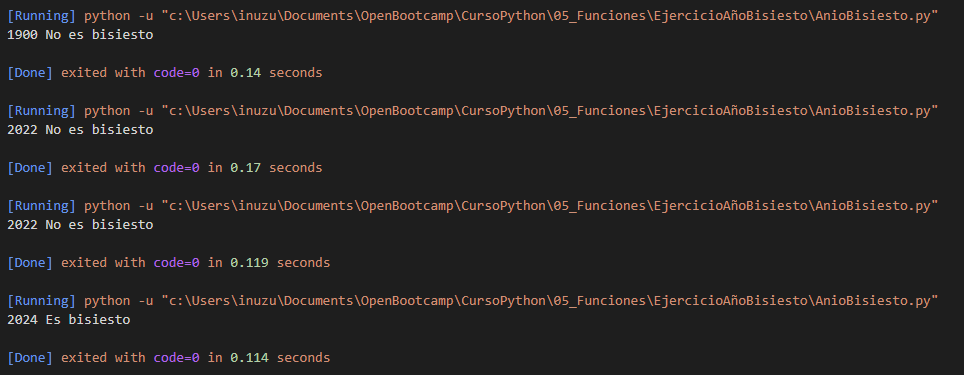 [Running] python -u "c:\Users\inuzu\Documents\OpenBootcamp\CursoPython\05_Funciones\EjercicioAñoBisiesto\AnioBisiesto.py"
1900 No es bisiesto
[Done] exited with code=0 in 0.14 seconds
[Running] python -u "c:\Users\inuzu\Documents\OpenBootcamp\CursoPython\05_Funciones\EjercicioAñoBisiesto\AnioBisiesto.py"
2022 No es bisiesto
[Done] exited with code=0 in 0.17 seconds
[Running] python -u "c:\Users\inuzu\Documents\OpenBootcamp\CursoPython\05_Funciones\EjercicioAñoBisiesto\AnioBisiesto.py"
2022 No es bisiesto
[Done] exited with code=0 in 0.119 seconds
[Running] python -u "c:\Users\inuzu\Documents\OpenBootcamp\CursoPython\05_Funciones\EjercicioAñoBisiesto\AnioBisiesto.py"
2024 Es bisiesto
[Done] exited with code=0 in 0.114 seconds